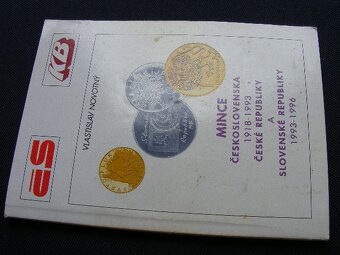 VLASTISLAV NOVOTNÝ
MINCE
ČESKOSLOVENSKA
1918-1993
ČESKÉ REPUBLIKY
A
SLOVENSKÉ REPUBLIKY
1993-1996
ČS
KB